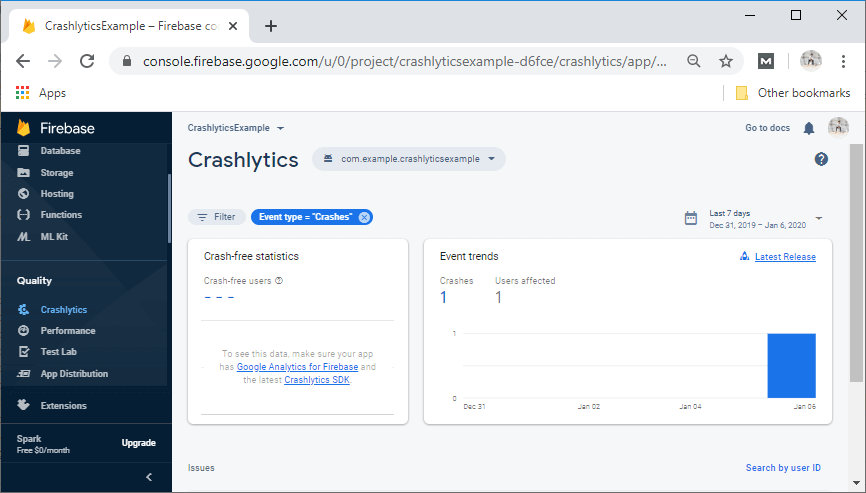 CrashlyticsExample – Firebase con
console.firebase.google.com/u/0/project/crashlyticsexample-d6fce/crashlytics/app/...
Apps
Other bookmarks
Firebase
Database
Storage
Hosting
Functions
ML Kit
Quality
Crashlytics
Performance
Test Lab
App Distribution
Extensions
Spark
Free $0/month
Upgrade
CrashlyticsExample
Go to docs
Crashlytics
com.example.crashlyticsexample
Filter
Event type = "Crashes"
Last 7 days
Dec 31, 2019 – Jan 6, 2020
Crash-free statistics
Crash-free users
- - -
To see this data, make sure your app
has Google Analytics for Firebase and
the latest Crashlytics SDK.
Event trends
Latest Release
Crashes
Users affected
1
1
1
0
Dec 31
Jan 02
Jan 04
Jan 06
Issues
Search by user ID